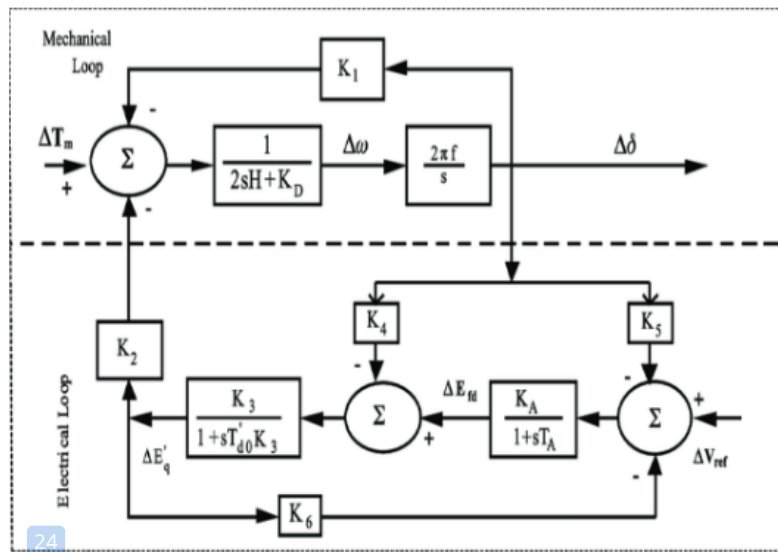 Mechanical
Loop
K1
-
ΔTm
+
Σ
1
2sH+KD
Δω
2πf
s
Δδ
-
K4
K5
K2
-
-
Electrical Loop
K3
1+sT'd0K3
Σ
ΔEfd
+
KA
1+sTA
Σ
+
ΔVref
ΔE'q
-
K6
24